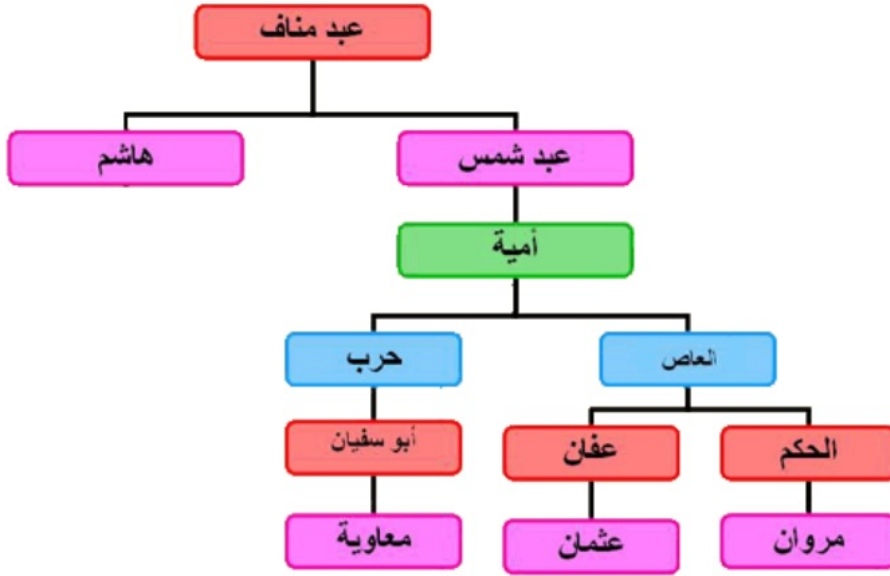 عبد مناف
عبد شمس
هاشم
أمية
العاص
حرب
الحكم
عفان
أبو سفيان
مروان
عثمان
معاوية